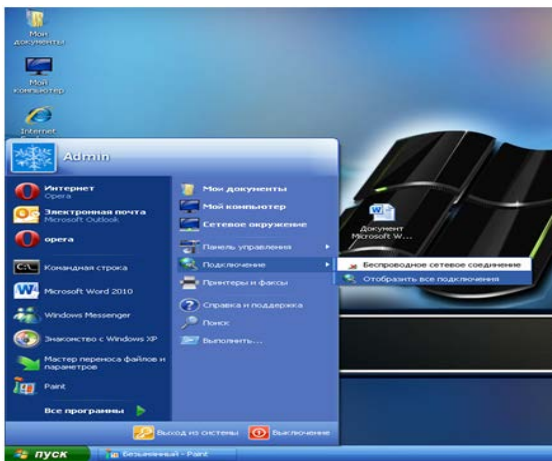 Мои
документы
Мой
компьютер
Internet
Admin
Интернет
Opera
Электронная почта
Microsoft Outlook
opera
Командная строка
Microsoft Word 2010
Windows Messenger
Знакомство с Windows XP
Мастер переноса файлов и
параметров
Paint
Все программы
Мои документы
Мой компьютер
Сетевое окружение
Панель управления
Подключение
Принтеры и факсы
Справка и поддержка
Поиск
Выполнить...
Документ
Microsoft W...
Беспроводное сетевое соединение
Отобразить все подключения
Выход из системы
Выключение
пуск
Безымянный - Paint